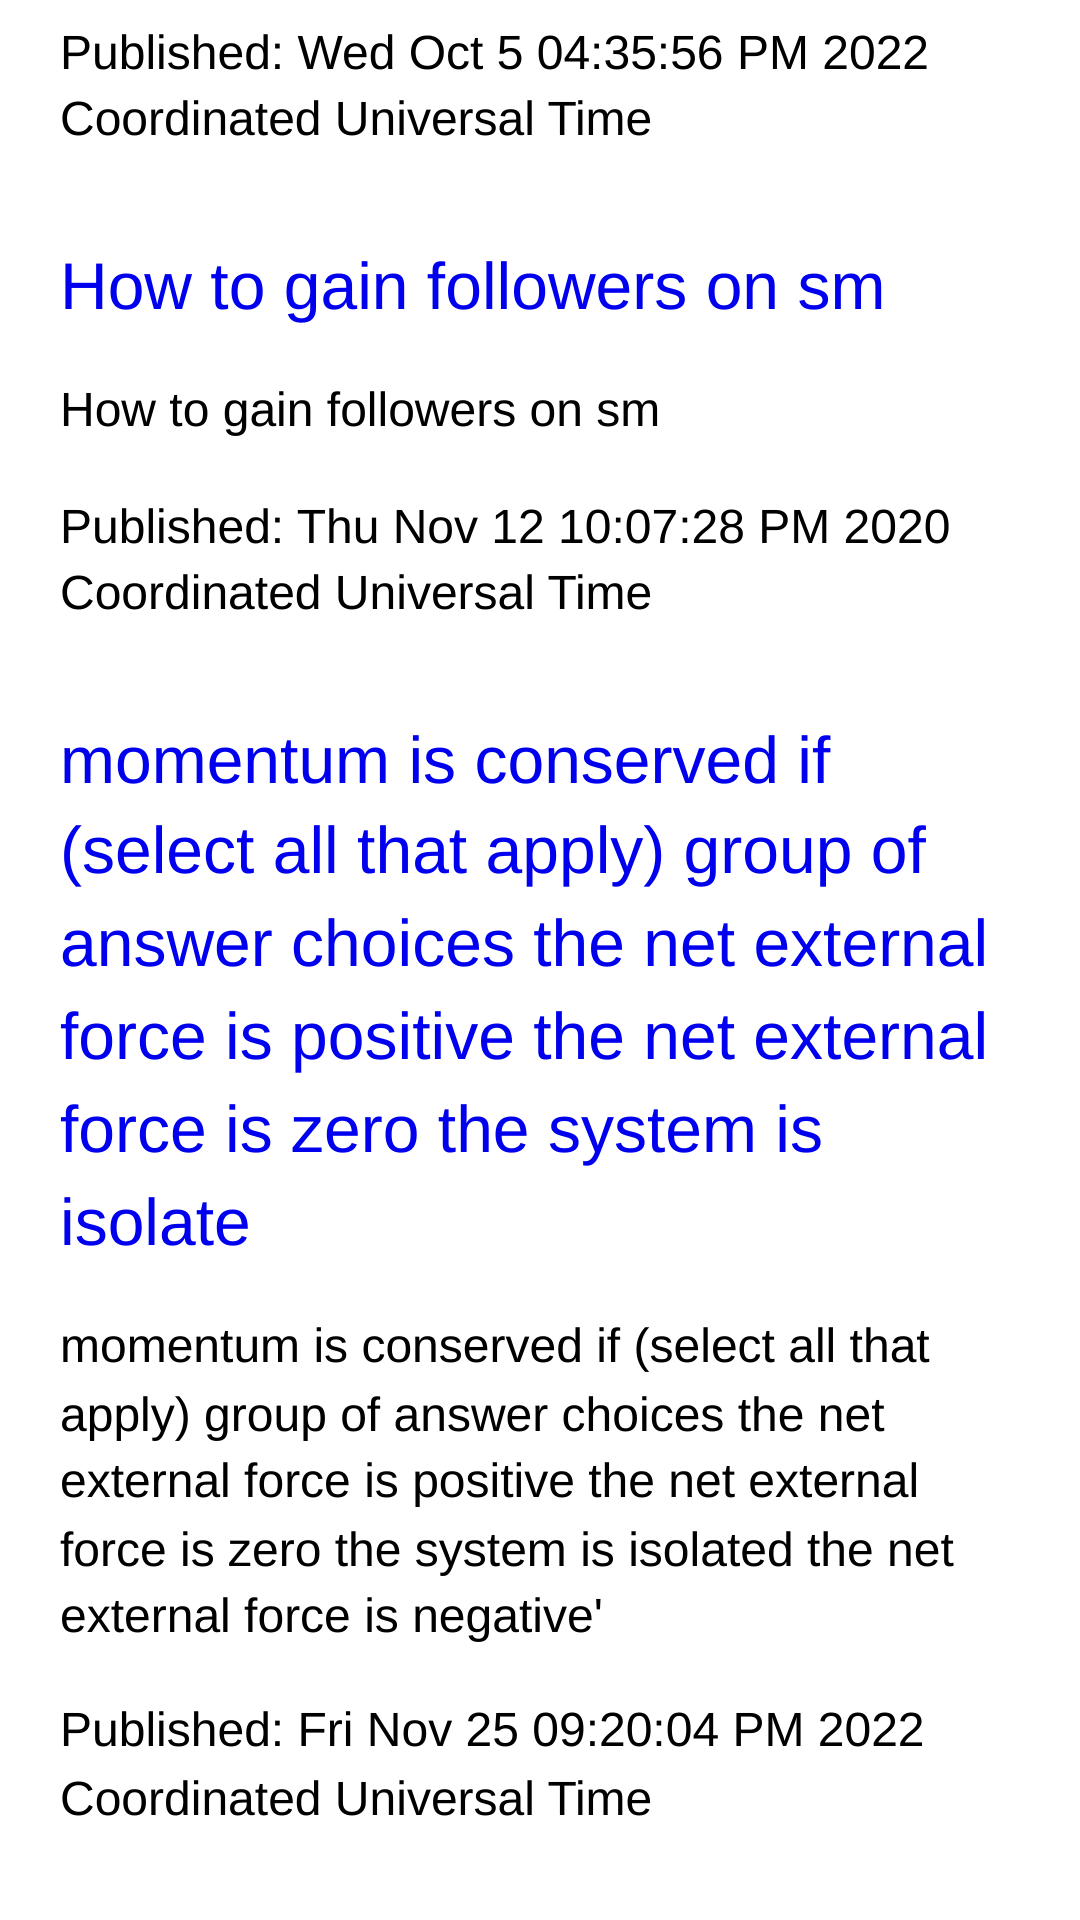 Published: Wed Oct 5 04:35:56 PM 2022
Coordinated Universal Time
How to gain followers on sm
How to gain followers on sm
Published: Thu Nov 12 10:07:28 PM 2020
Coordinated Universal Time
momentum is conserved if
(select all that apply) group of
answer choices the net external
force is positive the net external
force is zero the system is
isolate
momentum is conserved if (select all that
apply) group of answer choices the net
external force is positive the net external
force is zero the system is isolated the net
external force is negative'
Published: Fri Nov 25 09:20:04 PM 2022
Coordinated Universal Time